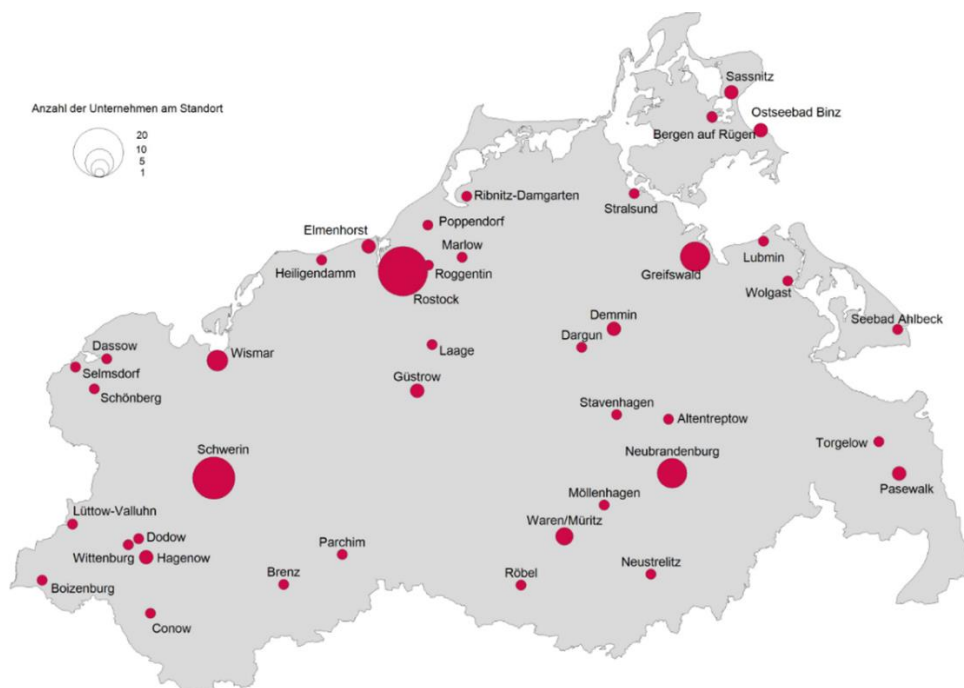 Sassnitz
Anzahl der Unternehmen am Standort
Ostseebad Binz
20
10
5
1
Bergen auf Rügen
Ribnitz-Damgarten
Stralsund
Poppendorf
Elmenhorst
Marlow
Lubmin
Heiligendamm
Roggentin
Greifswald
Rostock
Wolgast
Demmin
Seebad Ahlbeck
Dargun
Dassow
Wismar
Laage
Selmsdorf
Güstrow
Schönberg
Stavenhagen
Altentreptow
Torgelow
Schwerin
Neubrandenburg
Pasewalk
Möllenhagen
Lüttow-Valluhn
Waren/Müritz
Dodow
Parchim
Wittenburg
Hagenow
Neustrelitz
Brenz
Röbel
Boizenburg
Conow